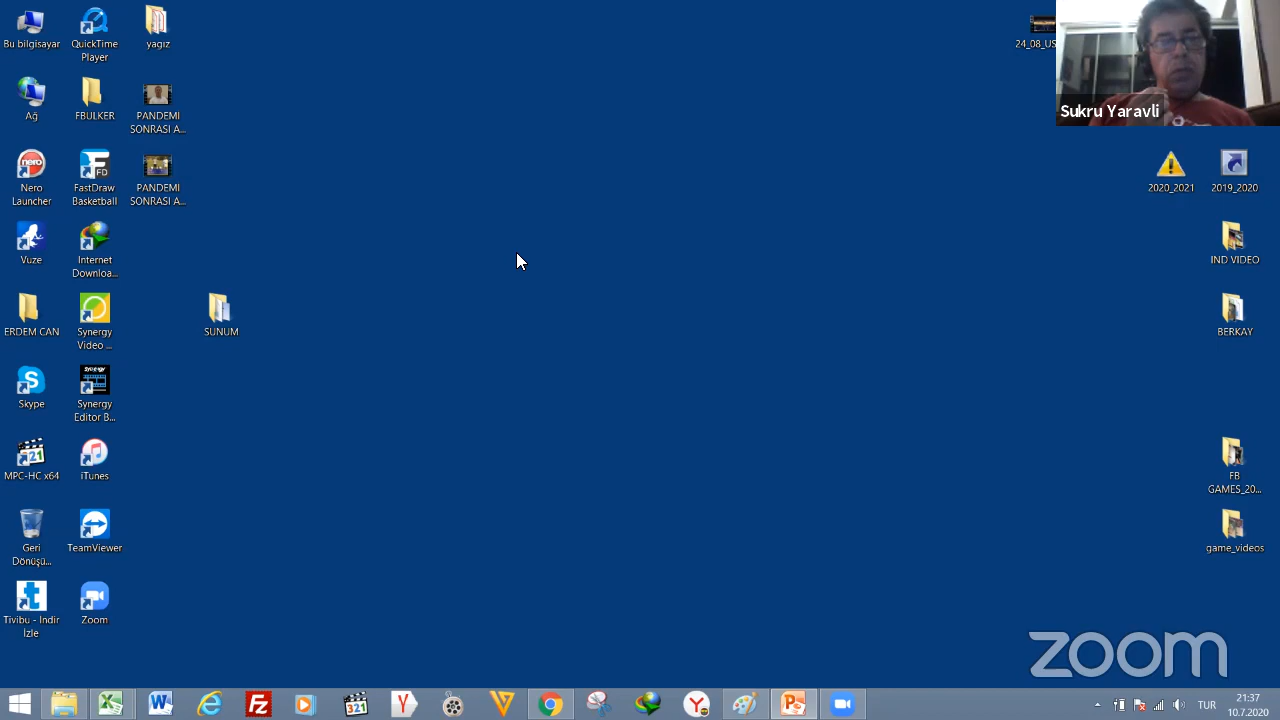 Bu bilgisayar
QuickTime
Player
yagız
24_08_US
Sukru Yaravli
Ağ
FBULKER
PANDEMI
SONRASI A...
Nero
Launcher
FastDraw
Basketball
PANDEMI
SONRASI A...
2020_2021
2019_2020
Vuze
Internet
Downloa...
IND VIDEO
ERDEM CAN
Synergy
Video ...
SUNUM
BERKAY
Skype
Synergy
Editor B...
MPC-HC x64
iTunes
FB
GAMES_20...
Geri
Dönüşü...
TeamViewer
game_videos
Tivibu - İndir
İzle
Zoom
zoom
TUR
21:37
10.7.2020